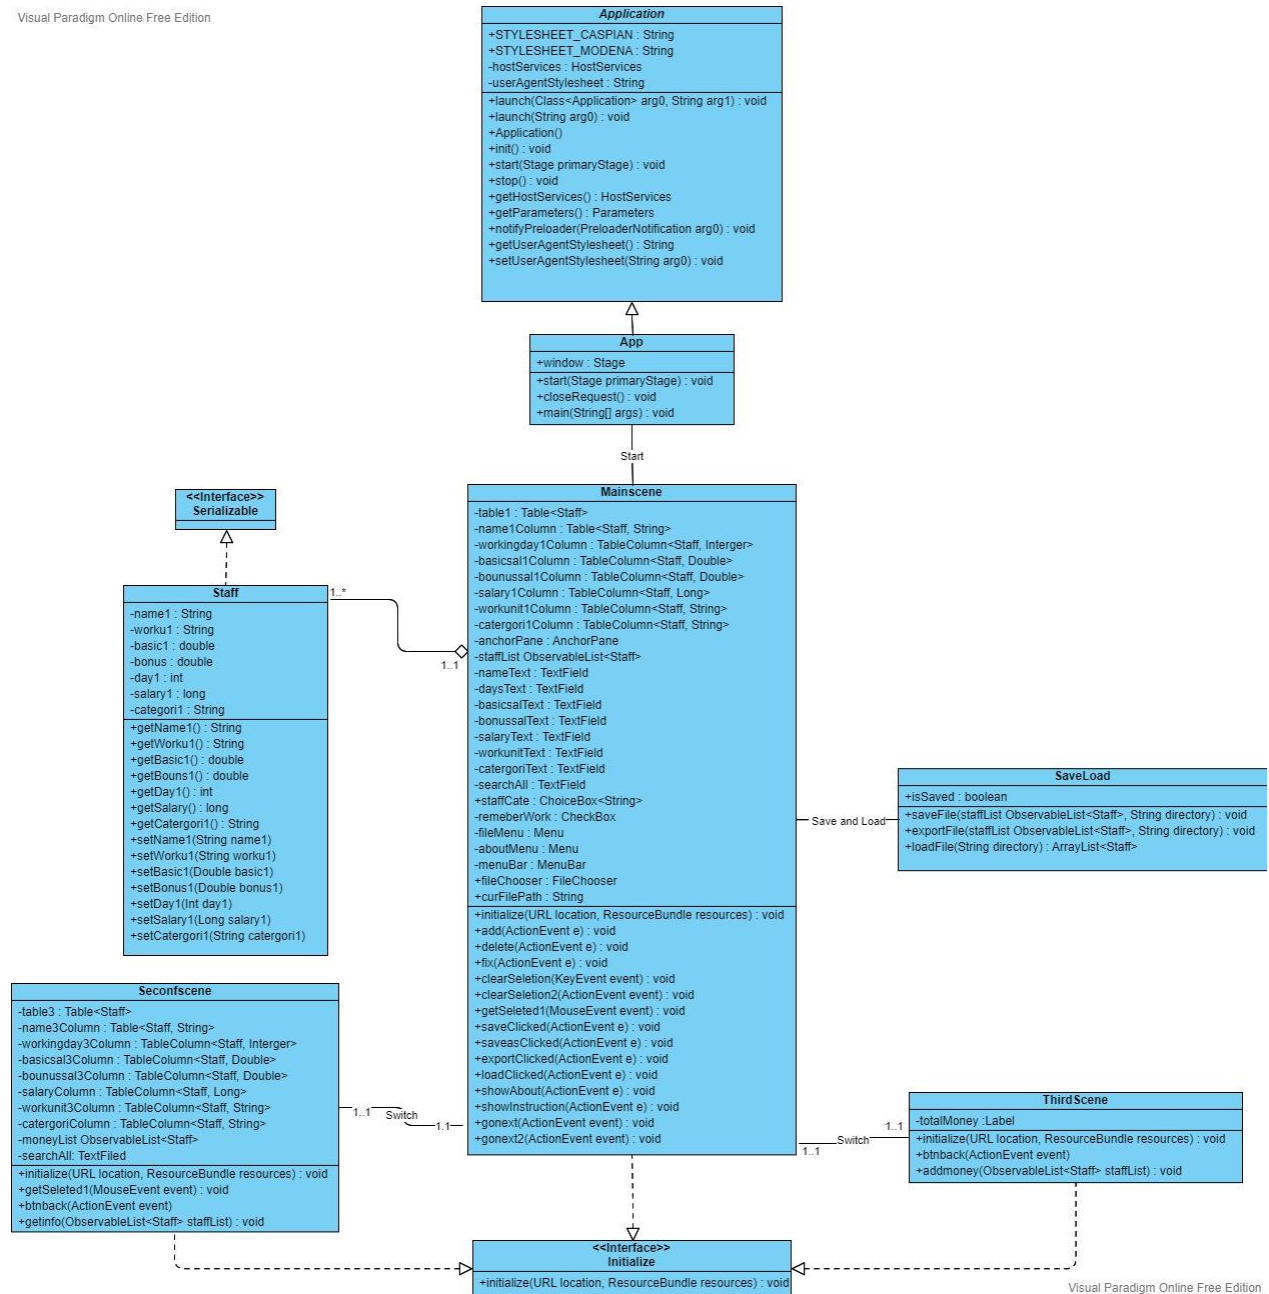 Visual Paradigm Online Free Edition
Application
+STYLESHEET_CASPIAN : String
+STYLESHEET_MODENA : String
-hostServices : HostServices
-userAgentStylesheet : String
+launch(Class<Application> arg0, String arg1) : void
+launch(String arg0) : void
+Application()
+init() : void
+start(Stage primaryStage) : void
+stop() : void
+getHostServices() : HostServices
+getParameters() : Parameters
+notifyPreloader(PreloaderNotification arg0) : void
+getUserAgentStylesheet() : String
+setUserAgentStylesheet(String arg0) : void
App
+window : Stage
+start(Stage primaryStage) : void
+closeRequest() : void
+main(String[] args) : void
Start
<<Interface>>
Serializable
Staff
-name1 : String
-worku1 : String
-basic1 : double
-bonus : double
-day1 : int
-salary1 : long
-categori1 : String
+getName1() : String
+getWorku1() : String
+getBasic1() : double
+getBouns1() : double
+getDay1() : int
+getSalary() : long
+getCatergori1() : String
+setName1(String name1)
+setWorku1(String worku1)
+setBasic1(Double basic1)
+setBonus1(Double bonus1)
+setDay1(Int day1)
+setSalary1(Long salary1)
+setCatergori1(String catergori1)
1..*
1..1
Mainscene
-table1 : Table<Staff>
-name1Column : Table<Staff, String>
-workingday1Column : TableColumn<Staff, Interger>
-basicsal1Column : TableColumn<Staff, Double>
-bounussal1Column : TableColumn<Staff, Double>
-salary1Column : TableColumn<Staff, Long>
-workunit1Column : TableColumn<Staff, String>
-catergori1Column : TableColumn<Staff, String>
-anchorPane : AnchorPane
-staffList ObservableList<Staff>
-nameText : TextField
-daysText : TextField
-basicsalText : TextField
-bonussalText : TextField
-salaryText : TextField
-workunitText : TextField
-catergoriText : TextField
-searchAll : TextField
+staffCate : ChoiceBox<String>
-remeberWork : CheckBox
-fileMenu : Menu
-aboutMenu : Menu
-menuBar : MenuBar
+fileChooser : FileChooser
+curFilePath : String
+initialize(URL location, ResourceBundle resources) : void
+add(ActionEvent e) : void
+delete(ActionEvent e) : void
+fix(ActionEvent e) : void
+clearSeletion(KeyEvent event) : void
+clearSeletion2(ActionEvent event) : void
+getSeleted1(MouseEvent event) : void
+saveClicked(ActionEvent e) : void
+saveasClicked(ActionEvent e) : void
+exportClicked(ActionEvent e) : void
+loadClicked(ActionEvent e) : void
+showAbout(ActionEvent e) : void
+showInstruction(ActionEvent e) : void
+gonext(ActionEvent event) : void
+gonext2(ActionEvent event) : void
Save and Load
SaveLoad
+isSaved : boolean
+saveFile(staffList ObservableList<Staff>, String directory) : void
+exportFile(staffList ObservableList<Staff>, String directory) : void
+loadFile(String directory) : ArrayList<Staff>
Seconfscene
-table3 : Table<Staff>
-name3Column : Table<Staff, String>
-workingday3Column : TableColumn<Staff, Interger>
-basicsal3Column : TableColumn<Staff, Double>
-bounussal3Column : TableColumn<Staff, Double>
-salaryColumn : TableColumn<Staff, Long>
-workunit3Column : TableColumn<Staff, String>
-catergoriColumn : TableColumn<Staff, String>
-moneyList ObservableList<Staff>
-searchAll: TextFiled
+initialize(URL location, ResourceBundle resources) : void
+getSeleted1(MouseEvent event) : void
+btnback(ActionEvent event)
+getinfo(ObservableList<Staff> staffList) : void
1..1
Switch
1.1
1..1
Switch
1..1
ThirdScene
-totalMoney :Label
+initialize(URL location, ResourceBundle resources) : void
+btnback(ActionEvent event)
+addmoney(ObservableList<Staff> staffList) : void
<<Interface>>
Initialize
+initialize(URL location, ResourceBundle resources) : void
Visual Paradigm Online Free Edition